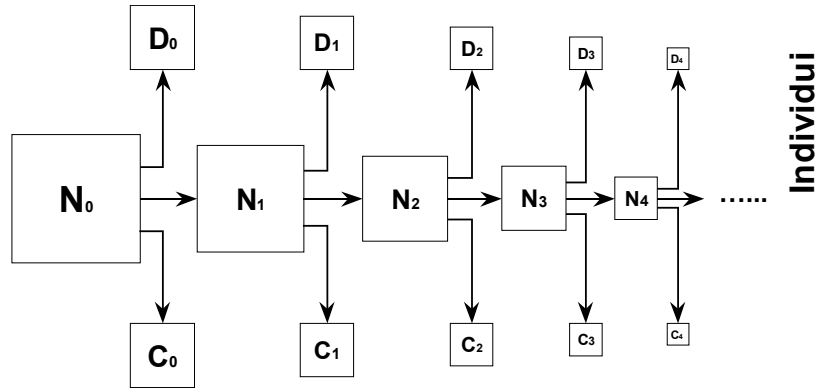 D₀ D₁ D₂ D₃ D₄
N₀ N₁ N₂ N₃ N₄ ......
C₀ C₁ C₂ C₃ C₄
Individui